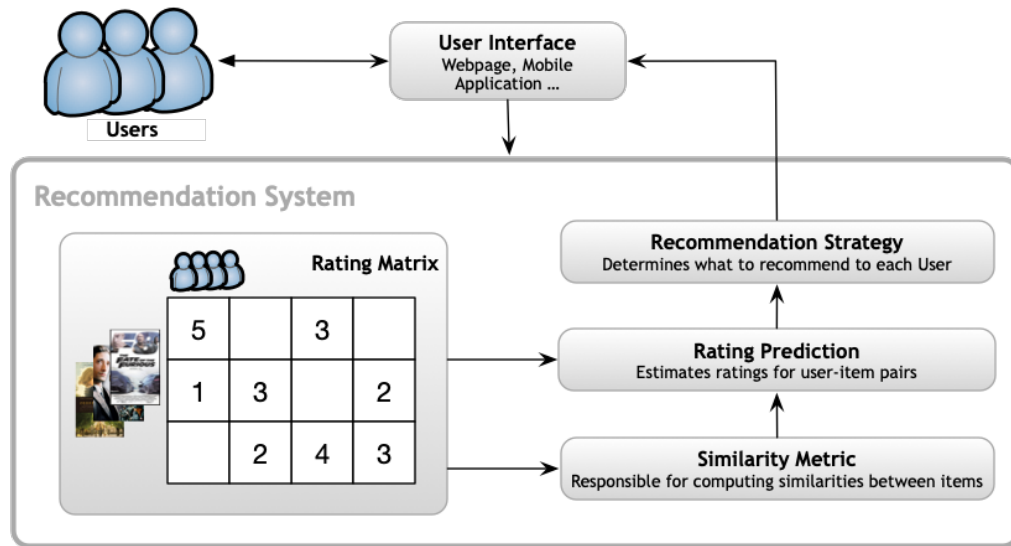 User Interface
Webpage, Mobile
Application ...
Users
Recommendation System
Rating Matrix
5 3
1 3 2
2 4 3
Recommendation Strategy
Determines what to recommend to each User
Rating Prediction
Estimates ratings for user-item pairs
Similarity Metric
Responsible for computing similarities between items